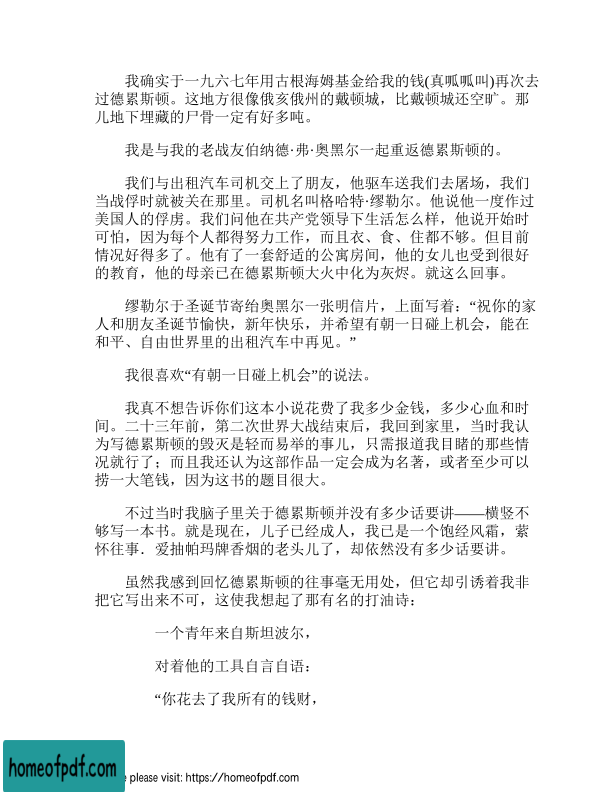 我确实于一九六七年用古根海姆基金给我的钱(真呱呱叫)再次去
过德累斯顿。这地方很像俄亥俄州的戴顿城，比戴顿城还空旷。那
儿地下埋藏的尸骨一定有好多吨。
我是与我的老战友伯纳德·弗·奥黑尔一起重返德累斯顿的。
我们与出租汽车司机交上了朋友，他驱车送我们去屠场，我们
当战俘时就被关在那里。司机名叫格哈特·缪勒尔。他说他一度作过
美国人的俘虏。我们问他在共产党领导下生活怎么样，他说开始时
可怕，因为每个人都得努力工作，而且衣、食、住都不够。但目前
情况好得多了。他有了一套舒适的公寓房间，他的女儿也受到很好
的教育，他的母亲已在德累斯顿大火中化为灰烬。就这么回事。
缪勒尔于圣诞节寄给奥黑尔一张明信片，上面写着：“祝你的家
人和朋友圣诞节愉快，新年快乐，并希望有朝一日碰上机会，能在
和平、自由世界里的出租汽车中再见。”
我很喜欢“有朝一日碰上机会”的说法。
我真不想告诉你们这本小说花费了我多少金钱，多少心血和时
间。二十三年前，第二次世界大战结束后，我回到家里，当时我认
为写德累斯顿的毁灭是轻而易举的事儿，只需报道我目睹的那些情
况就行了；而且我还认为这部作品一定会成为名著，或者至少可以
捞一大笔钱，因为这书的题目很大。
不过当时我脑子里关于德累斯顿并没有多少话要讲——横竖不
够写一本书。就是现在，儿子已经成人，我已是一个饱经风霜，萦
怀往事．爱抽帕玛牌香烟的老头儿了，却依然没有多少话要讲。
虽然我感到回忆德累斯顿的往事毫无用处，但它却引诱着我非
把它写出来不可，这使我想起了那有名的打油诗：
一个青年来自斯坦波尔，
对着他的工具自言自语：
“你花去了我所有的钱财，
homeofpdf.com
e please visit: https://homeofpdf.com